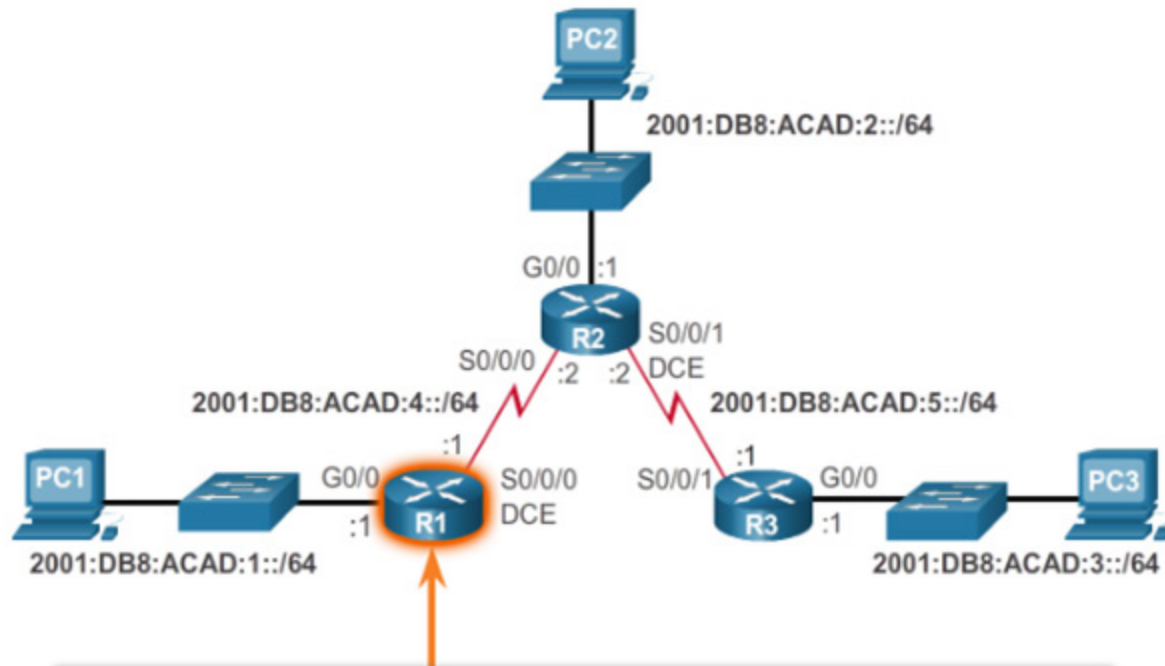 PC2
2001:DB8:ACAD:2::/64
G0/0 :1
R2
S0/0/1
DCE
S0/0/0
:2 :2
2001:DB8:ACAD:4::/64
2001:DB8:ACAD:5::/64
:1
:1
PC1
G0/0
R1
S0/0/0
DCE
:1
2001:DB8:ACAD:1::/64
S0/0/1
R3
G0/0
:1
PC3
2001:DB8:ACAD:3::/64